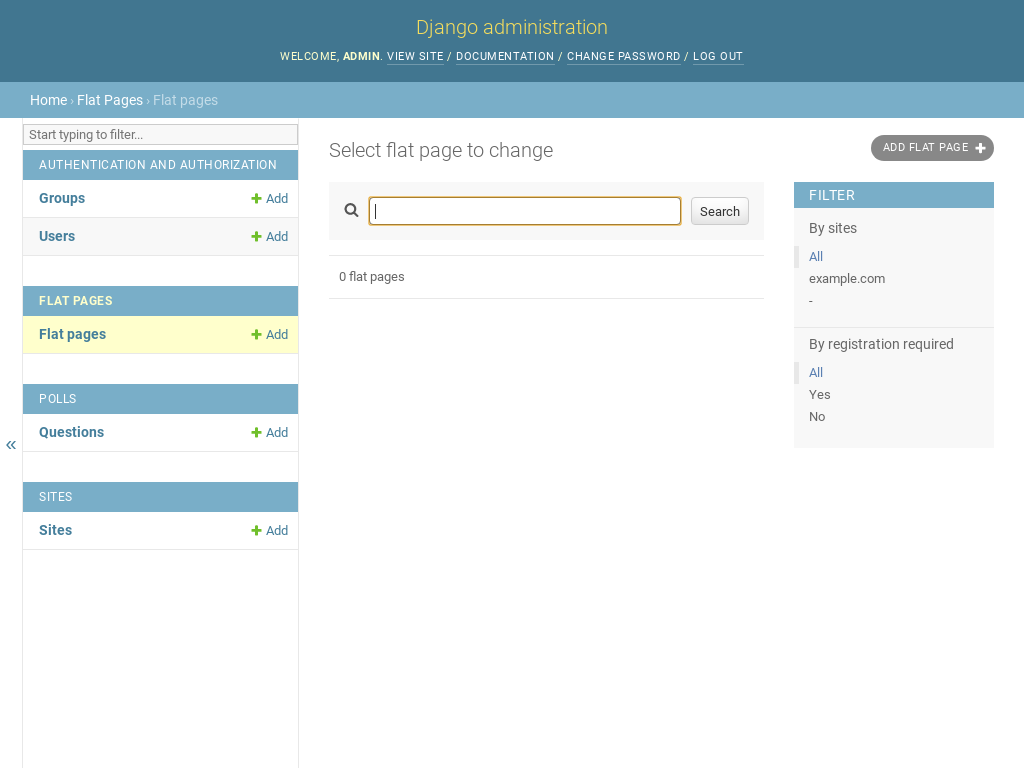 Django administration
WELCOME, ADMIN. VIEW SITE / DOCUMENTATION / CHANGE PASSWORD / LOG OUT
Home › Flat Pages › Flat pages
Start typing to filter...
AUTHENTICATION AND AUTHORIZATION
Groups Add
Users Add
FLAT PAGES
Flat pages Add
POLLS
Questions Add
SITES
Sites Add
«
Select flat page to change
ADD FLAT PAGE
Search
0 flat pages
FILTER
By sites
All
example.com
-
By registration required
All
Yes
No